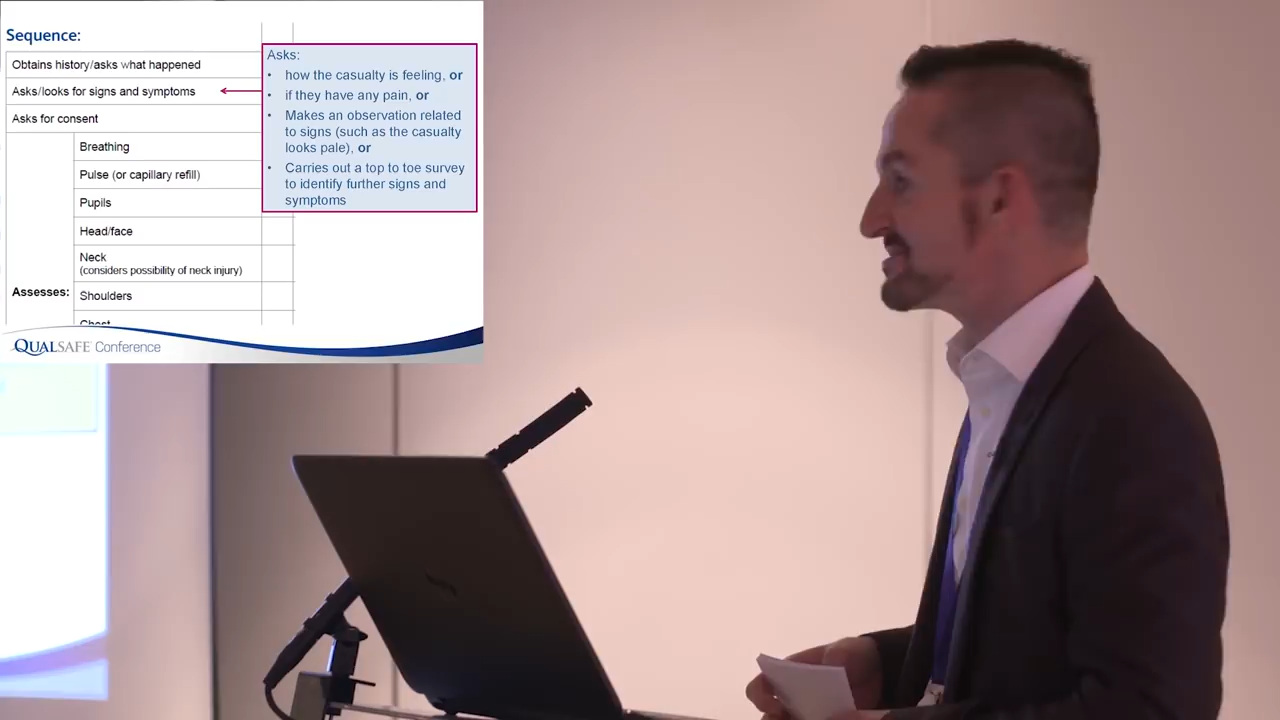 Sequence:
Obtains history/asks what happened
Asks/looks for signs and symptoms
Asks for consent
Assesses:
Breathing
Pulse (or capillary refill)
Pupils
Head/face
Neck
(considers possibility of neck injury)
Shoulders
Chest
Asks:
• how the casualty is feeling, or
• if they have any pain, or
• Makes an observation related
to signs (such as the casualty
looks pale), or
• Carries out a top to toe survey
to identify further signs and
symptoms
QUALSAFE Conference